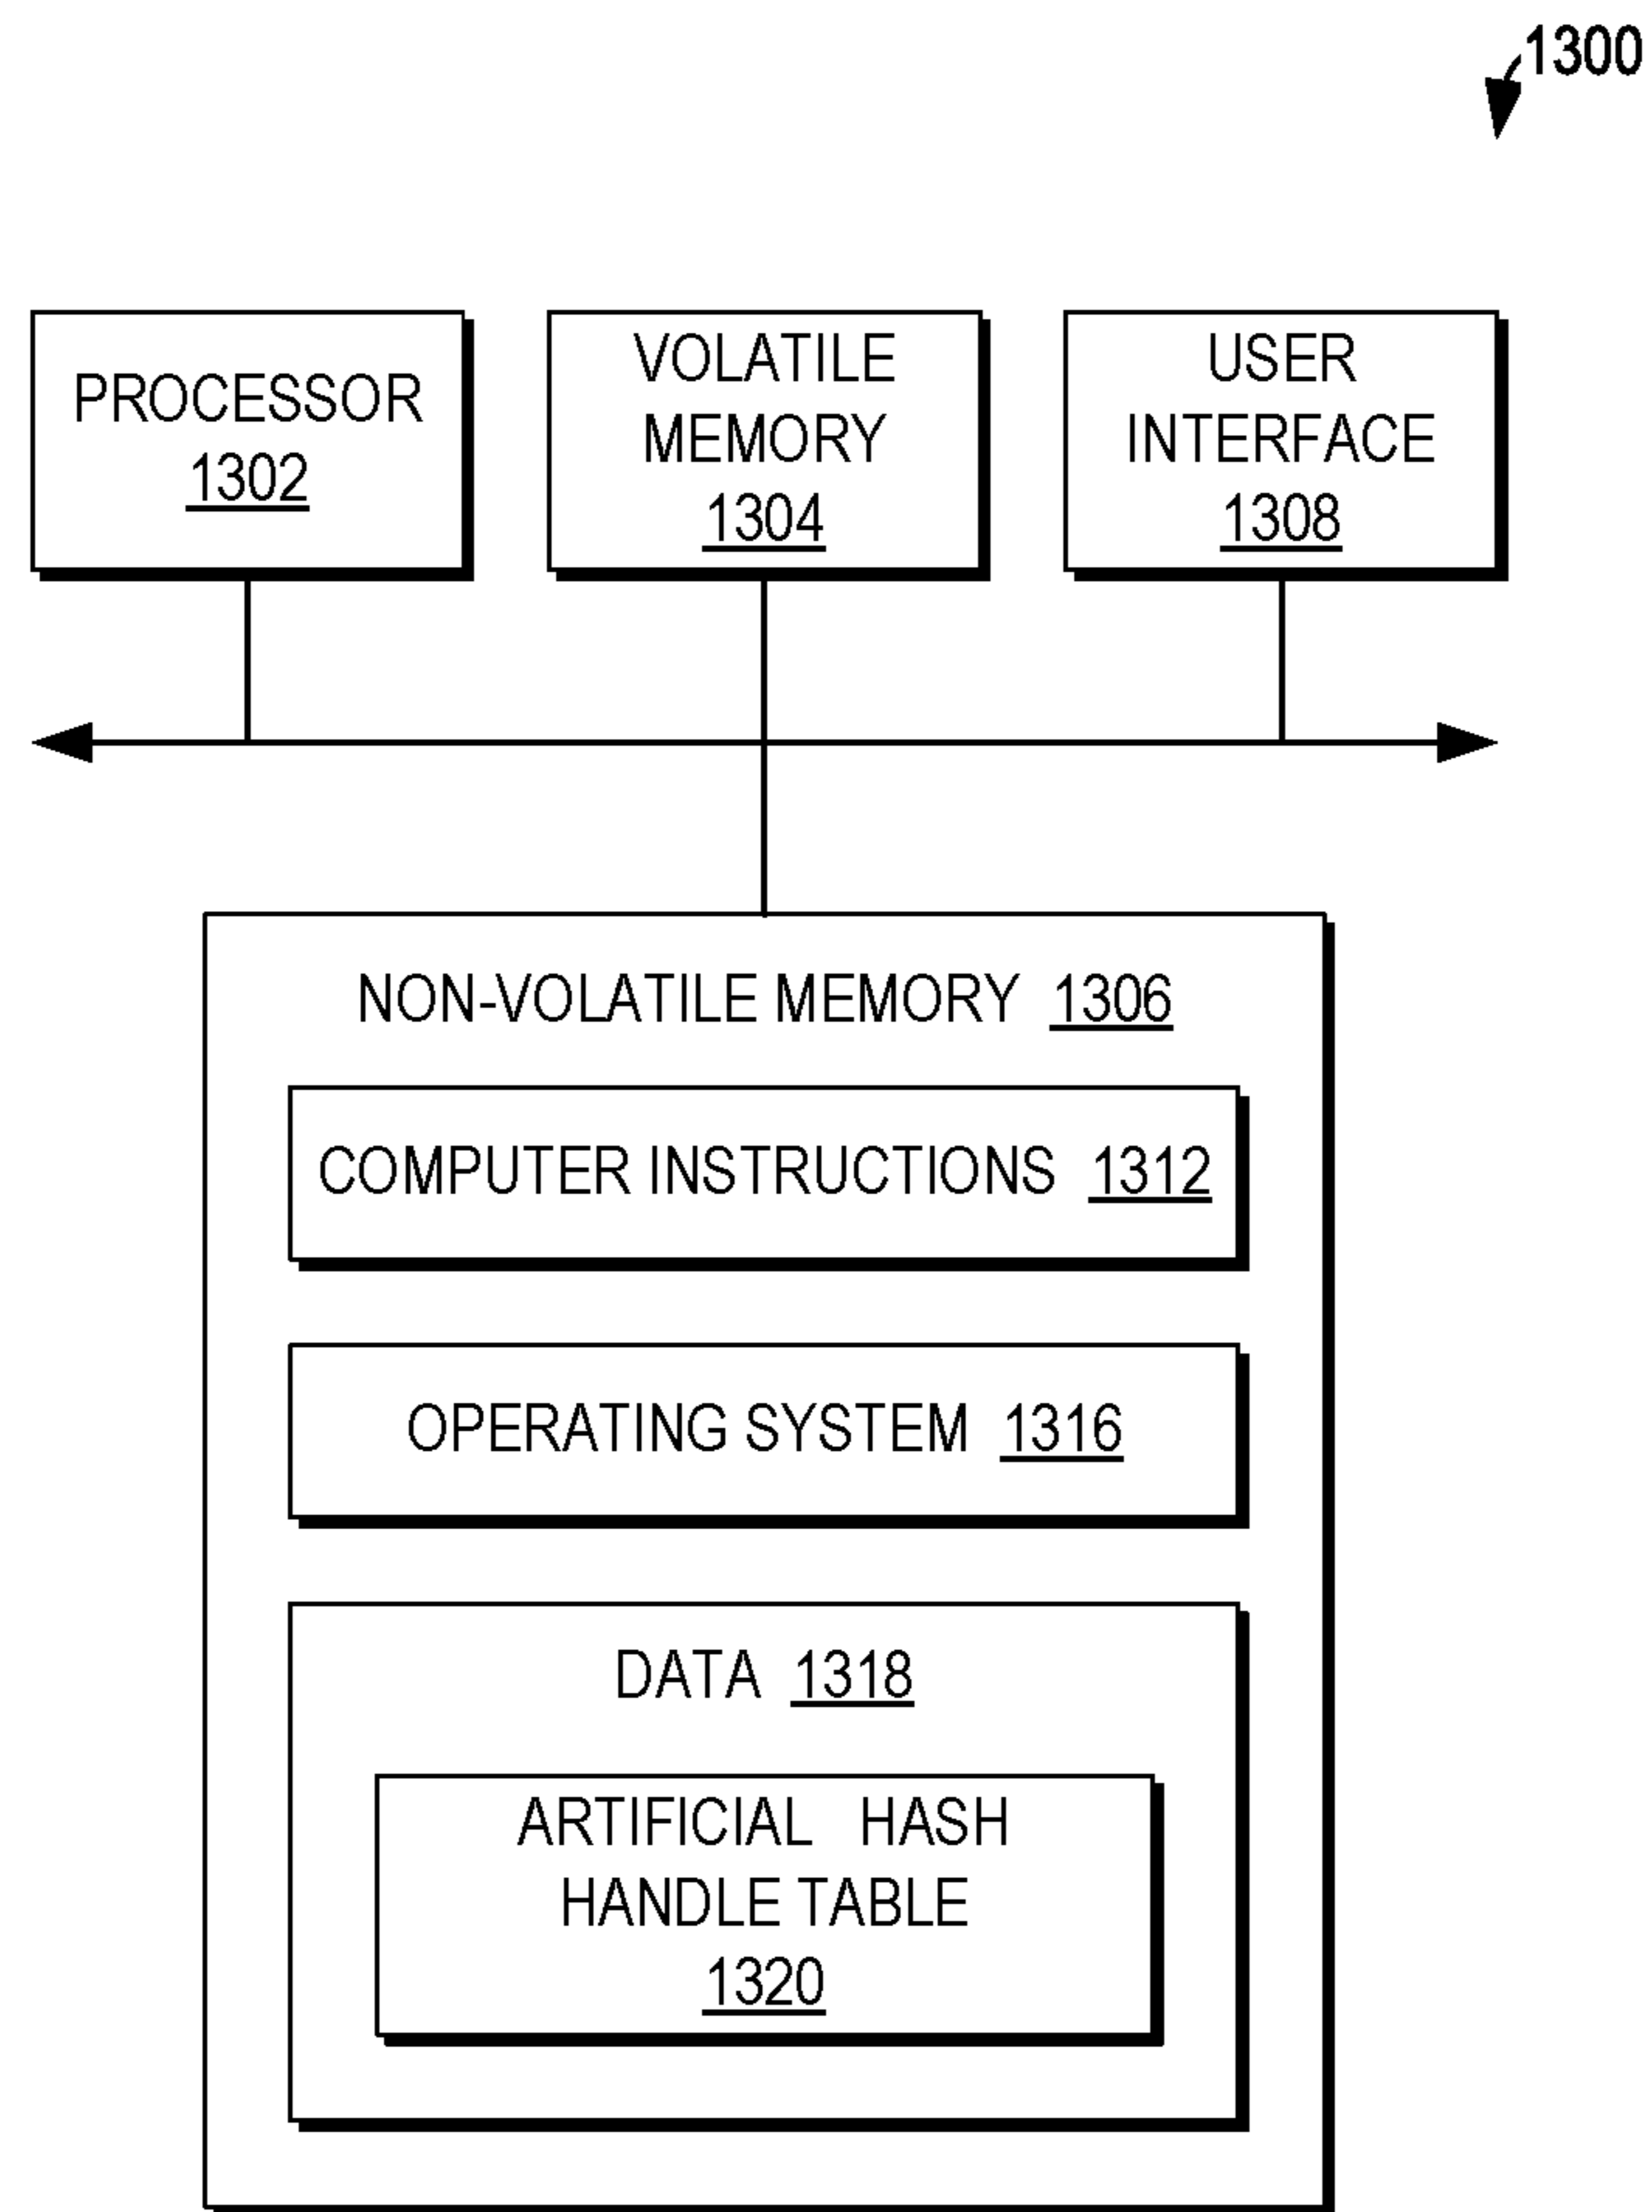 1300
PROCESSOR
1302
VOLATILE
MEMORY
1304
USER
INTERFACE
1308
NON-VOLATILE MEMORY 1306
COMPUTER INSTRUCTIONS 1312
OPERATING SYSTEM 1316
DATA 1318
ARTIFICIAL HASH
HANDLE TABLE
1320